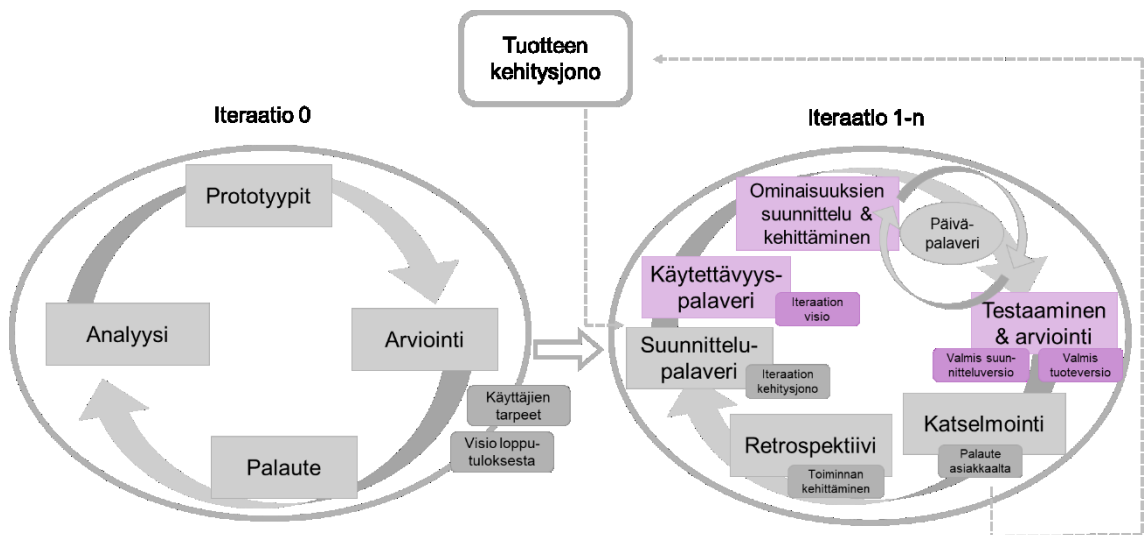 Tuotteen
kehitysjono
Iteraatio 0
Prototyypit
Analyysi
Arviointi
Palaute
Käyttäjien
tarpeet
Visio loppu-
tuloksesta
Iteraatio 1-n
Ominaisuuksien
suunnittelu &
kehittäminen
Päivä-
palaveri
Käytettävyys-
palaveri
Iteraation
visio
Testaaminen
& arviointi
Valmis suun-
nitteluversio
Valmis
tuoteversio
Suunnittelu-
palaveri
Iteraation
kehitysjono
Katselmointi
Palaute
asiakkaalta
Retrospektiivi
Toiminnan
kehittäminen